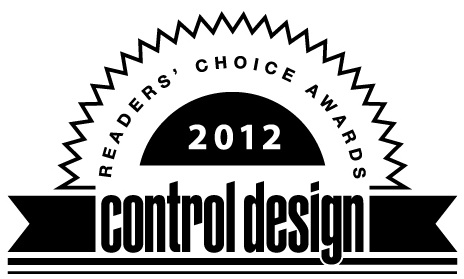 READERS' CHOICE AWARDS
2012
control design